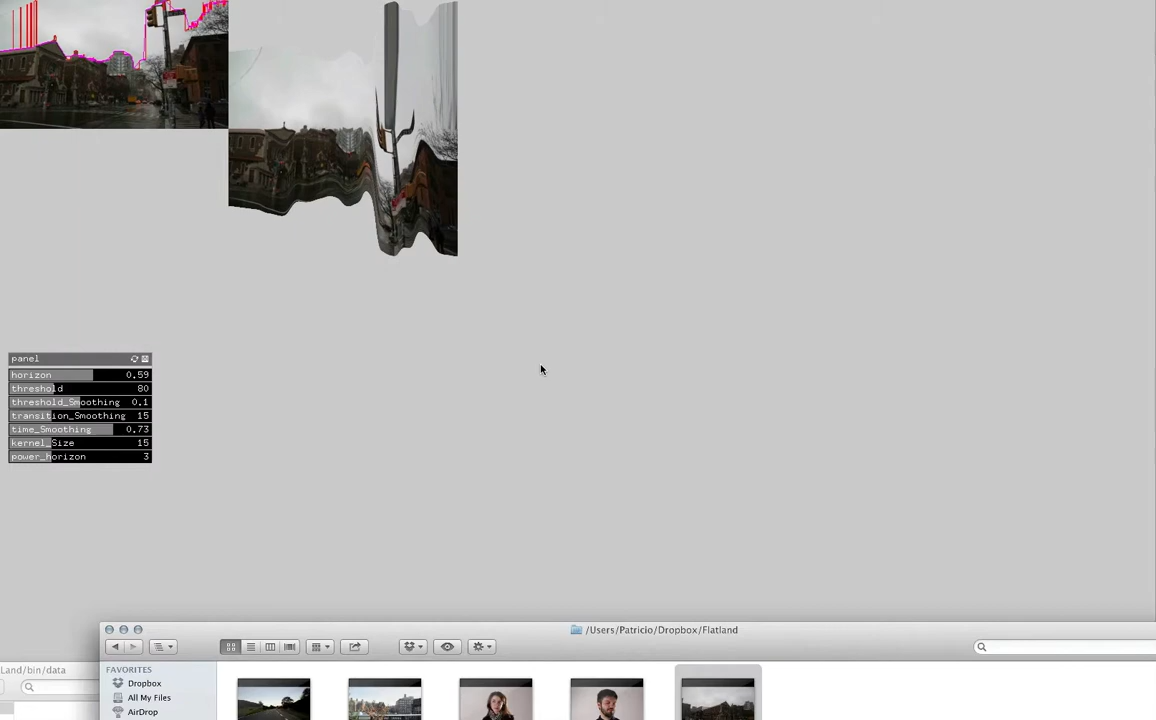 panel
horizon 0.59
threshold 80
threshold_Smoothing 0.1
transition_Smoothing 15
time_Smoothing 0.73
kernel_Size 15
power_horizon 3
/Users/Patricio/Dropbox/Flatland
Land/bin/data
FAVORITES
Dropbox
All My Files
AirDrop